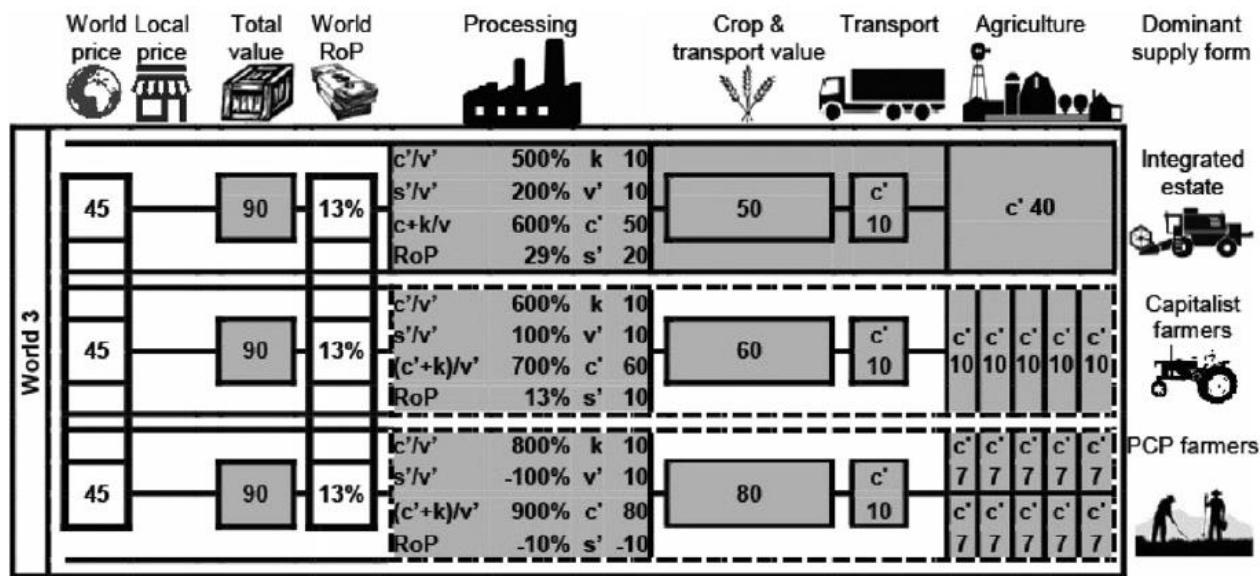 World price
Local price
Total value
World RoP
Processing
Crop & transport value
Transport
Agriculture
Dominant supply form
World 3
45
90
13%
c'/v' 500% k 10
s'/v' 200% v' 10
c+k/v 600% c' 50
RoP 29% s' 20
50
c'
10
c' 40
Integrated estate
45
90
13%
c'/v' 600% k 10
s'/v' 100% v' 10
(c'+k)/v' 700% c' 60
RoP 13% s' 10
60
c'
10
c' c' c' c' c'
10 10 10 10 10
Capitalist farmers
45
90
13%
c'/v' 800% k 10
s'/v' -100% v' 10
(c'+k)/v' 900% c' 80
RoP -10% s' -10
80
c'
10
c' c' c' c' c'
7 7 7 7 7
c' c' c' c' c'
7 7 7 7 7
PCP farmers